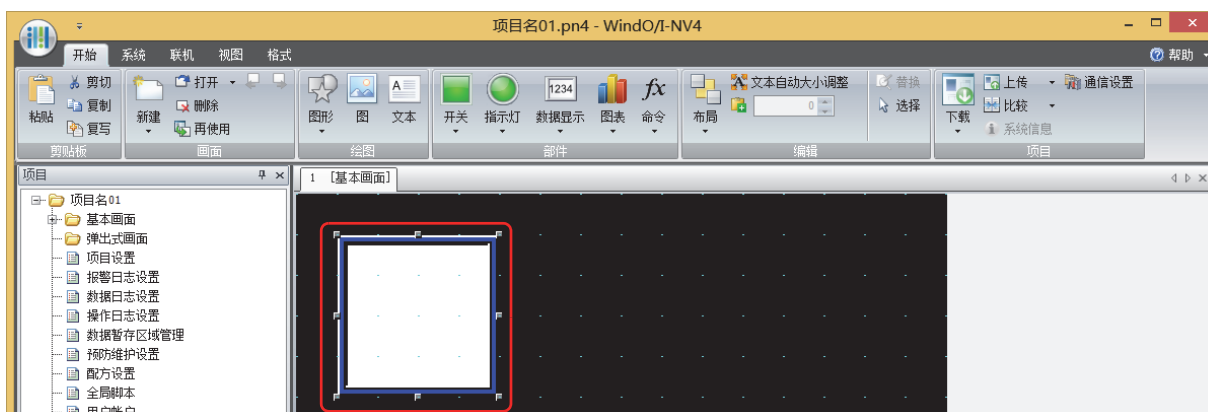 项目名01.pn4 - WindO/I-NV4
开始 系统 联机 视图 格式 帮助
粘贴 剪切 复制 复写
剪贴板
新建 打开 删除 再使用
画面
图形 图 文本
绘图
开关 指示灯 数据显示 1234 图表 fx 命令
部件
布局 A 文本自动大小调整 0 替换 选择
编辑
下载 上传 比较 系统信息 通信设置
项目
项目
1 [基本画面]
项目名01
基本画面
弹出式画面
项目设置
报警日志设置
数据日志设置
操作日志设置
数据暂存区域管理
预防维护设置
配方设置
全局脚本
用户帐户